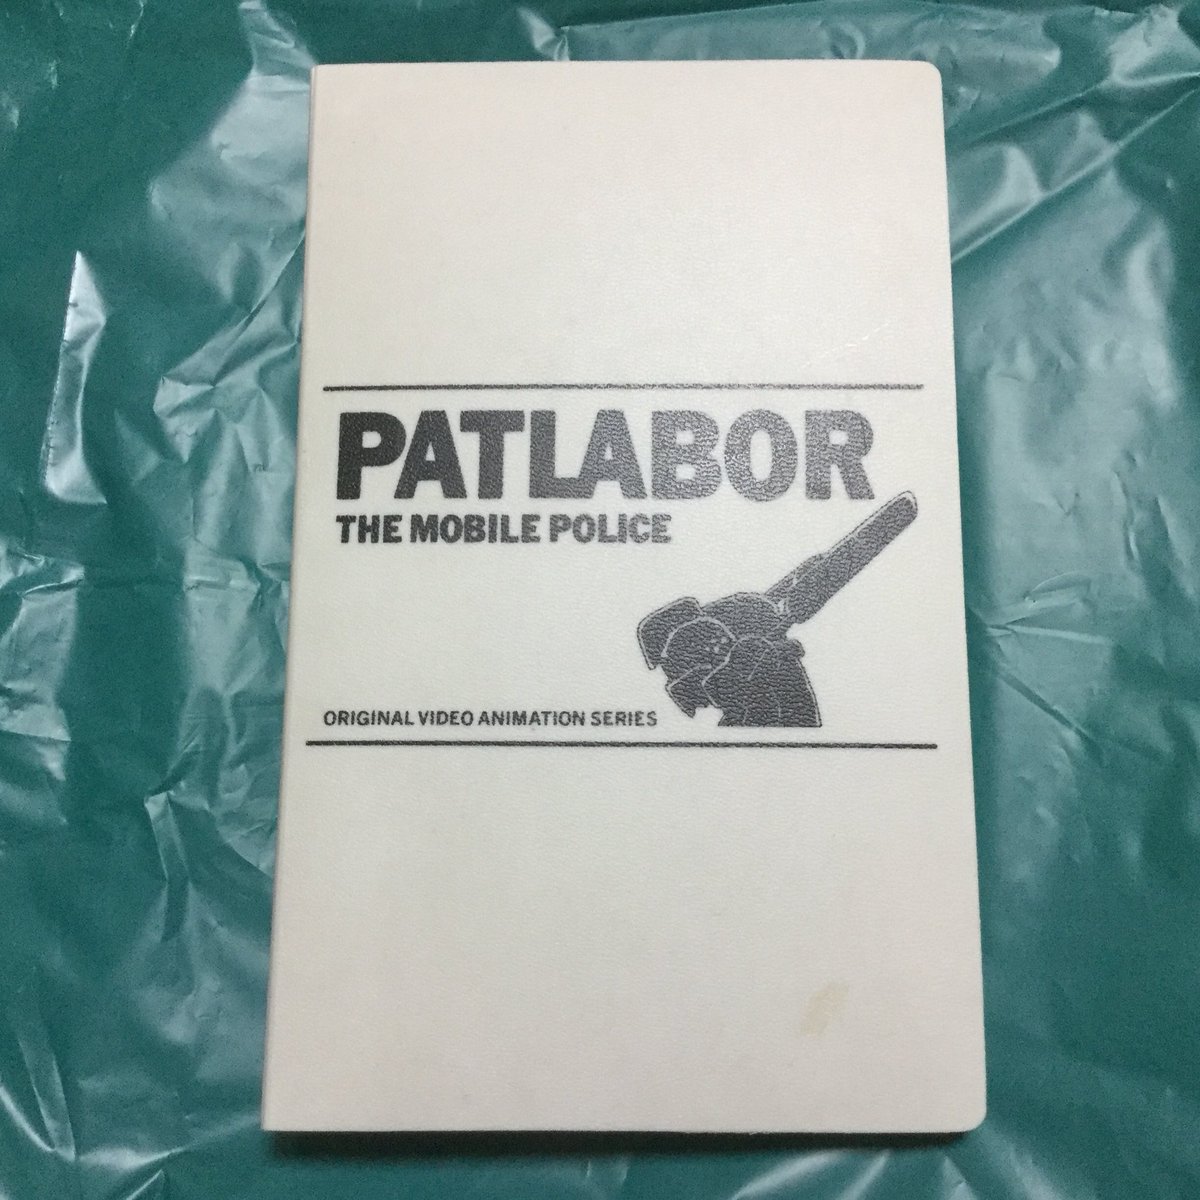 PATLABOR
THE MOBILE POLICE
ORIGINAL VIDEO ANIMATION SERIES